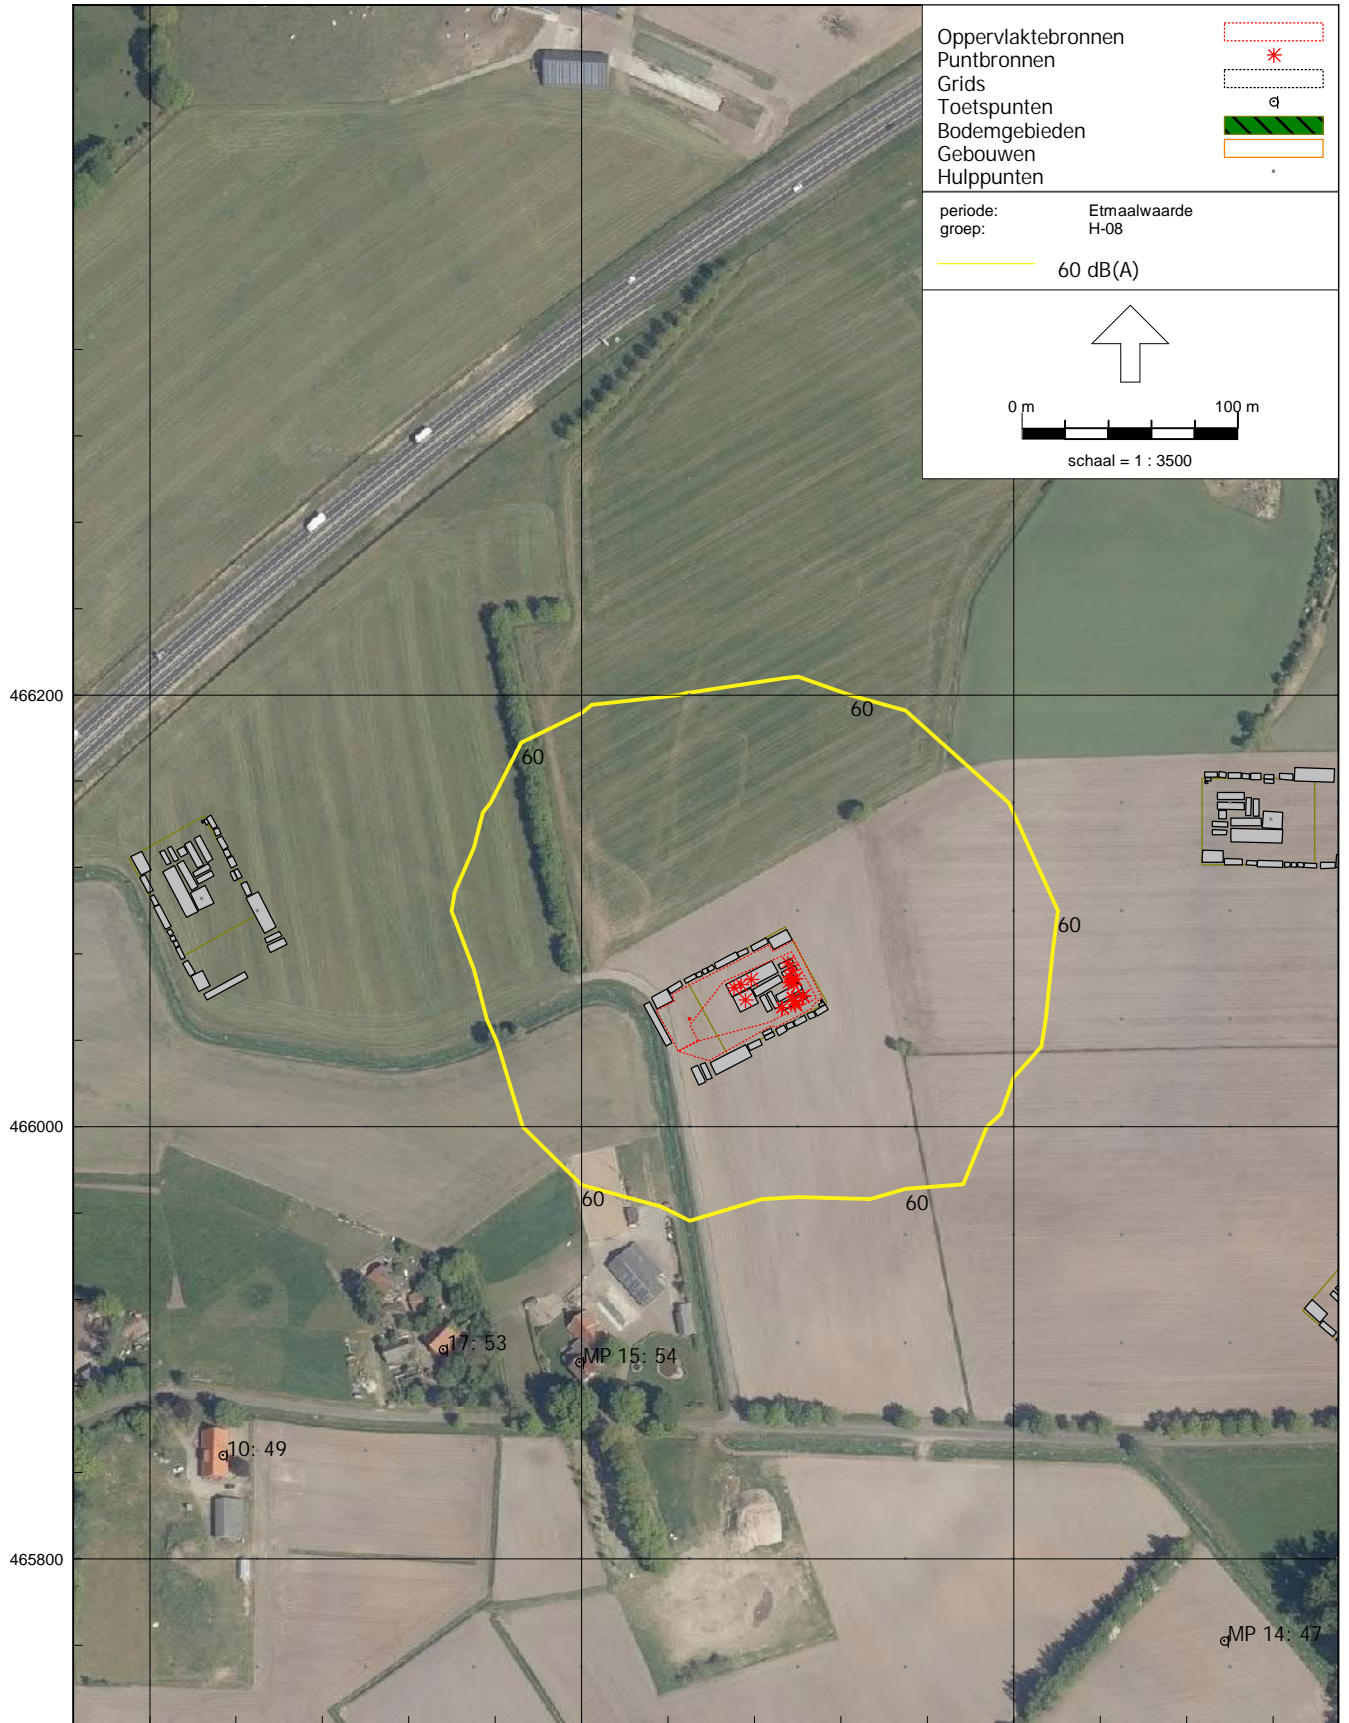 Oppervlaktebronnen
Puntbronnen
Grids
Toetspunten
Bodemgebieden
Gebouwen
Hulppunten
periode: Etmaalwaarde
groep: H-08
60 dB(A)
0 m 100 m
schaal = 1 : 3500
466200
60
60
60
466000
60
60
17: 53
MP 15: 54
10: 49
465800
MP 14: 47